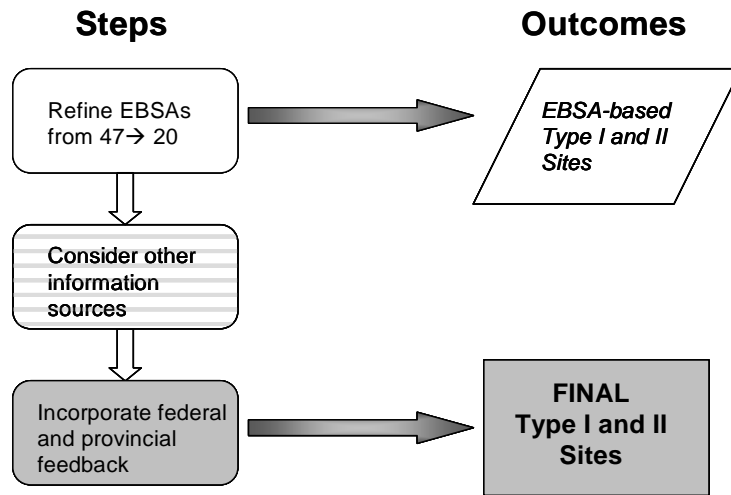 Steps
Outcomes
Refine EBSAs
from 47→ 20
EBSA-based
Type I and II
Sites
Consider other
information
sources
Incorporate federal
and provincial
feedback
FINAL
Type I and II
Sites